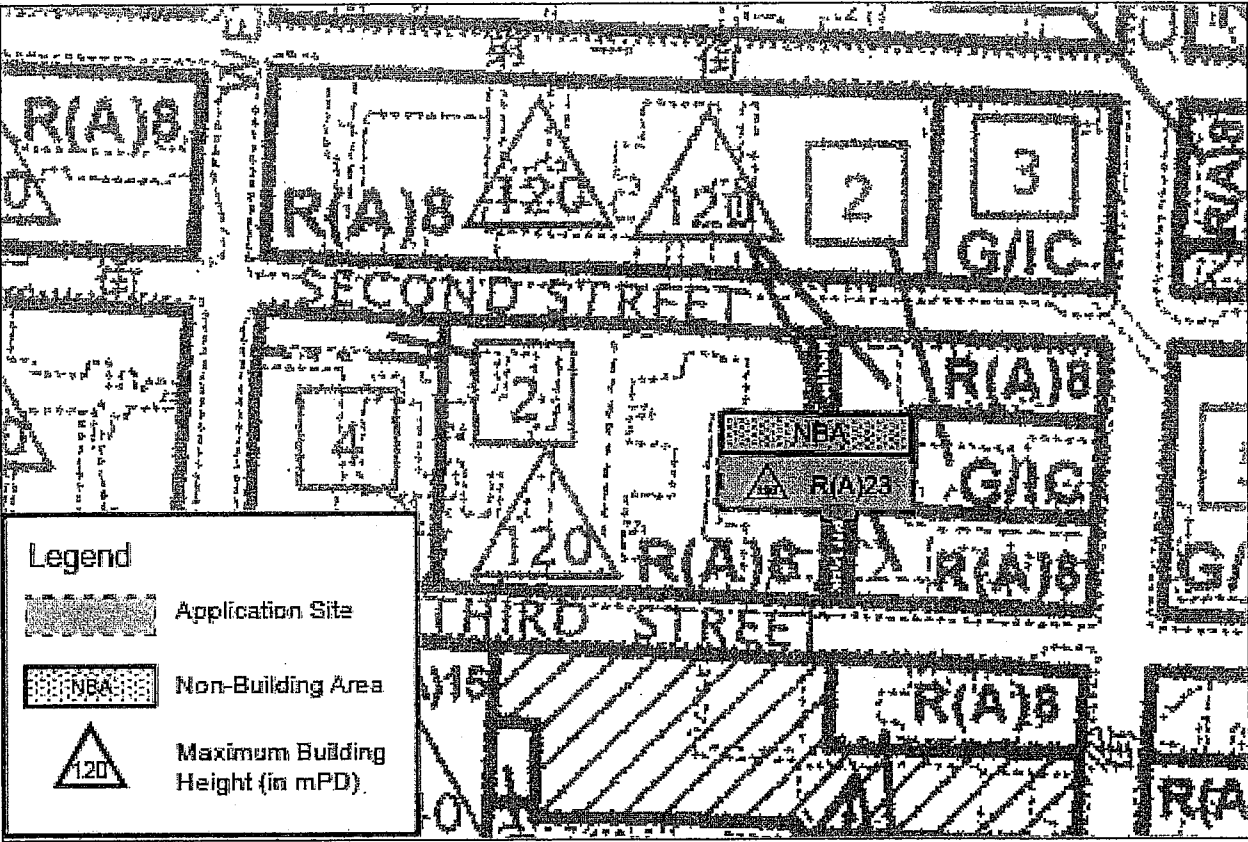 R(A)8
R(A)8
120
120
2
3
G/IC
SECOND STREET
4
2
120
R(A)8
R(A)8
NBA
R(A)23
G/IC
R(A)8
THIRD STREET
R(A)8
Legend
Application Site
NBA
Non-Building Area
120
Maximum Building
Height (in mPD)